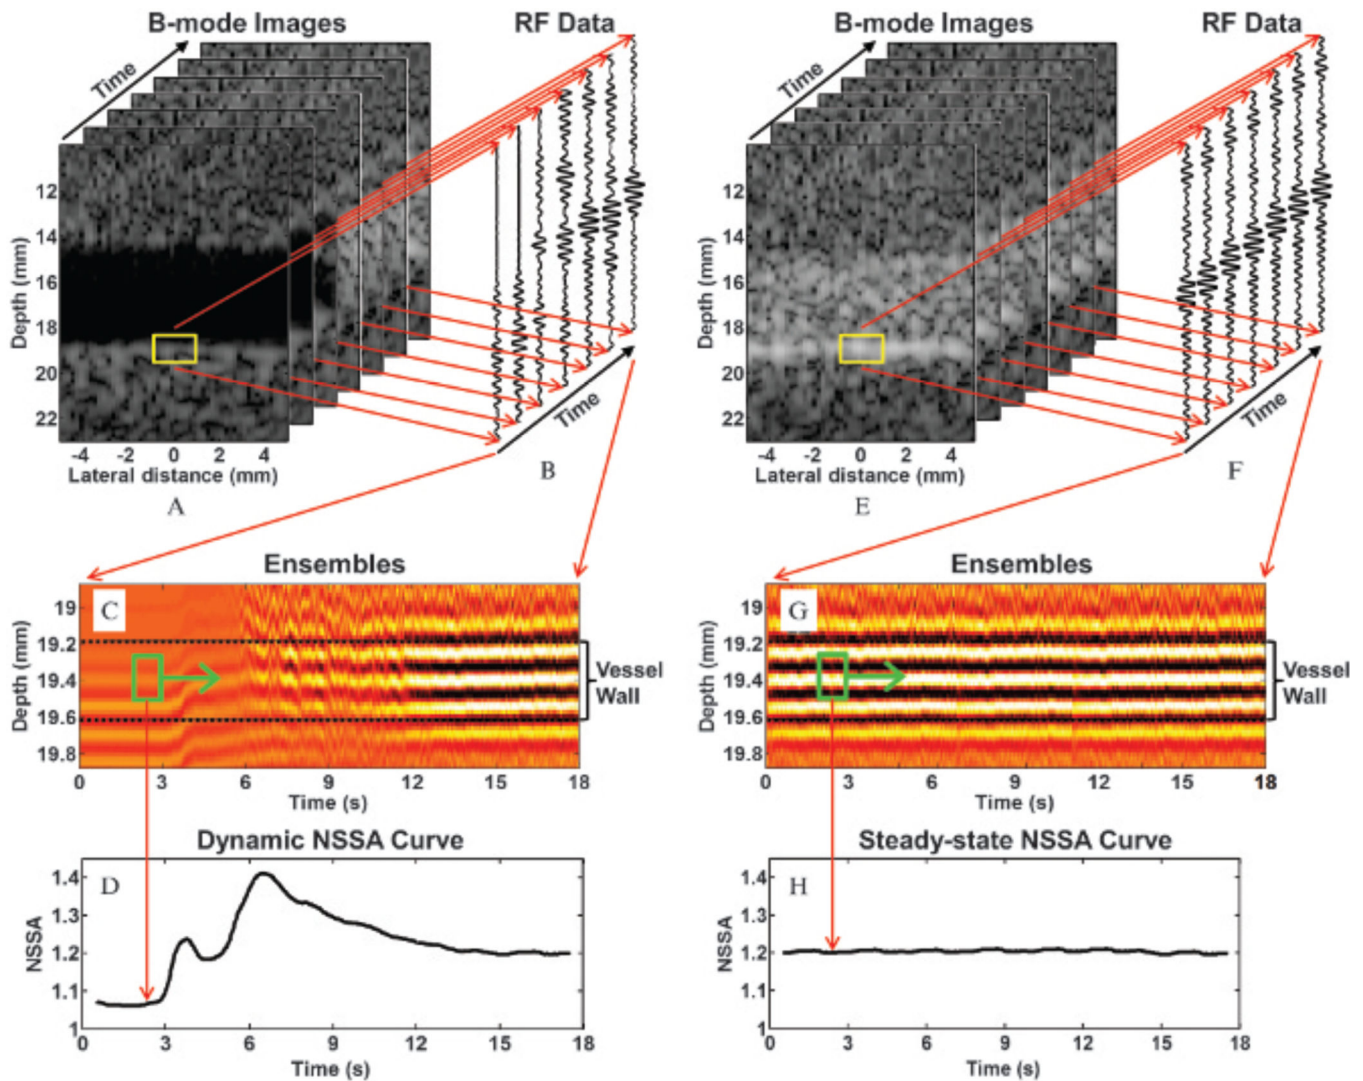 B-mode Images RF Data B-mode Images RF Data
Time Time
12 12
14 14
16 16
18 18
20 20
22 22
Depth (mm) Depth (mm)
Time Time
-4 -2 0 2 4 -4 -2 0 2 4
Lateral distance (mm) B Lateral distance (mm) F
A E
Ensembles Ensembles
C G
19 19
19.2 19.2
19.4 19.4
19.6 19.6
19.8 19.8
Depth (mm) Depth (mm)
Vessel Vessel
Wall Wall
0 3 6 9 12 15 18 0 3 6 9 12 15 18
Time (s) Time (s)
Dynamic NSSA Curve Steady-state NSSA Curve
D H
1.4 1.4
1.3 1.3
1.2 1.2
1.1 1.1
1 1
NSSA NSSA
0 3 6 9 12 15 18 0 3 6 9 12 15 18
Time (s) Time (s)